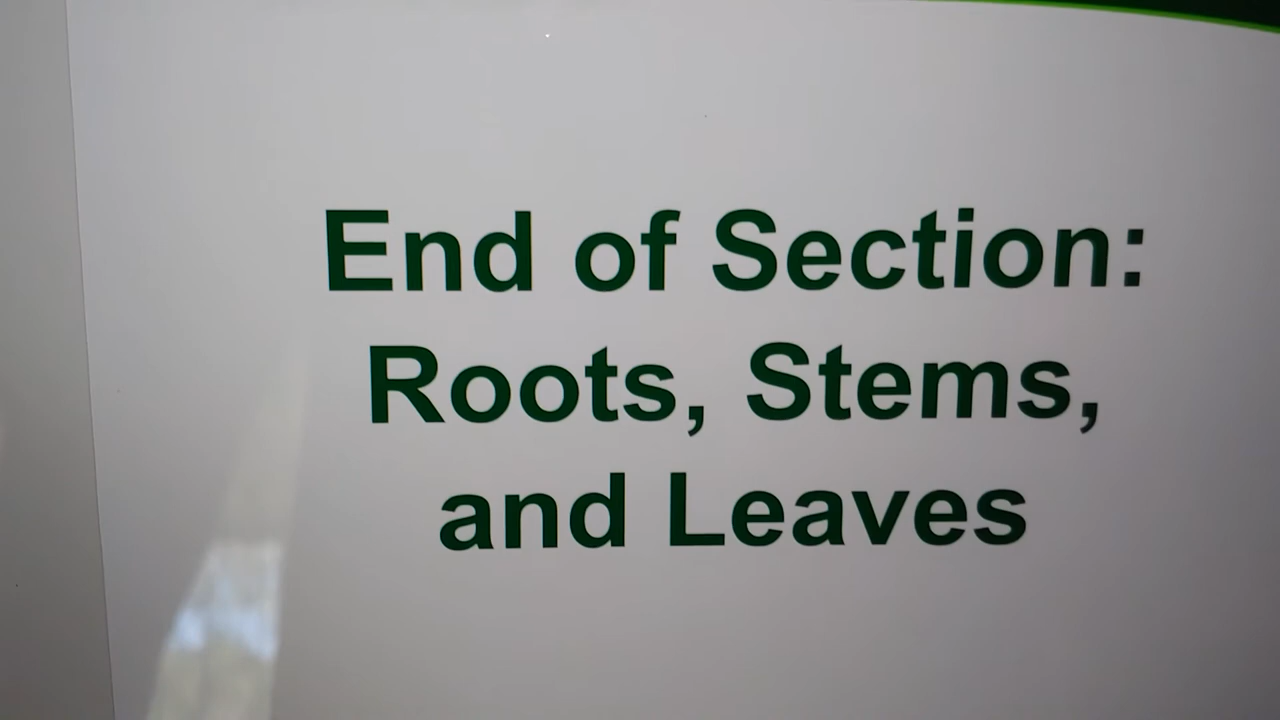 End of Section:
Roots, Stems,
and Leaves